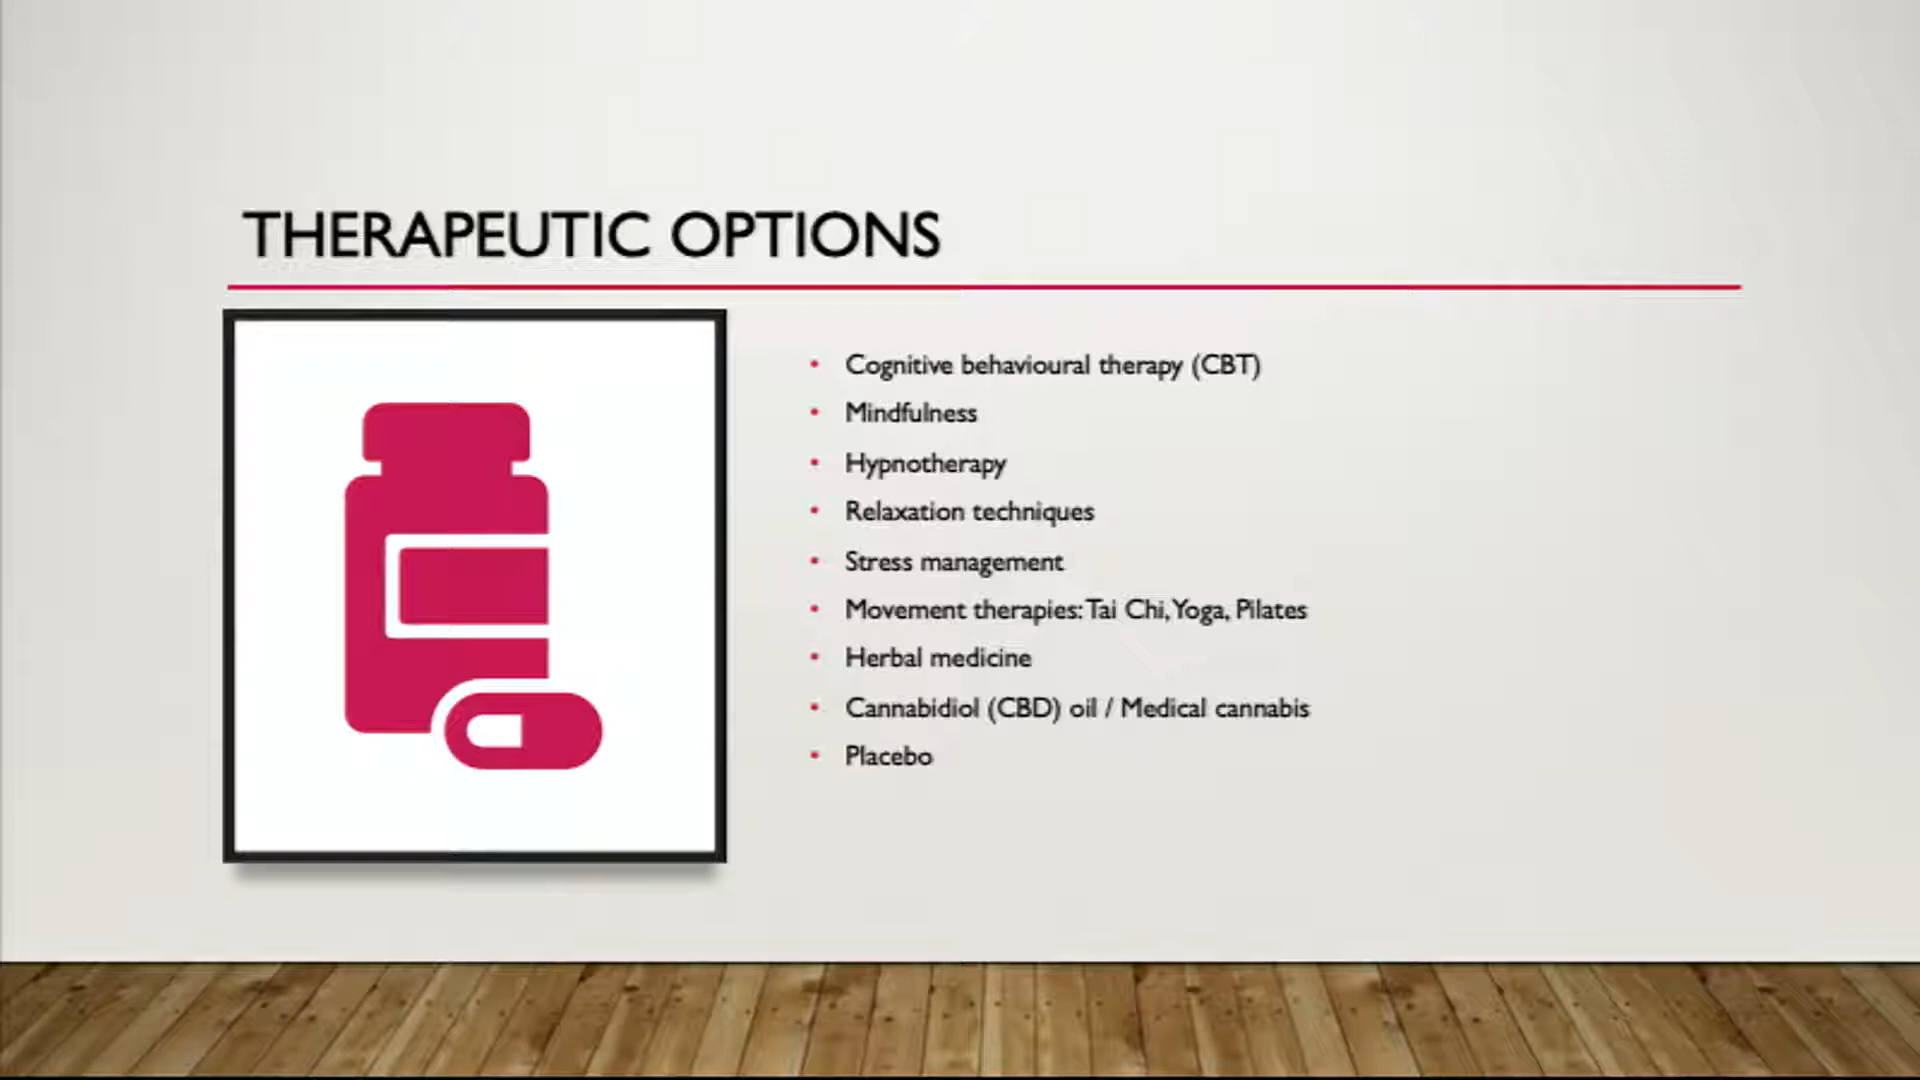 THERAPEUTIC OPTIONS
• Cognitive behavioural therapy (CBT)
• Mindfulness
• Hypnotherapy
• Relaxation techniques
• Stress management
• Movement therapies: Tai Chi, Yoga, Pilates
• Herbal medicine
• Cannabidiol (CBD) oil / Medical cannabis
• Placebo